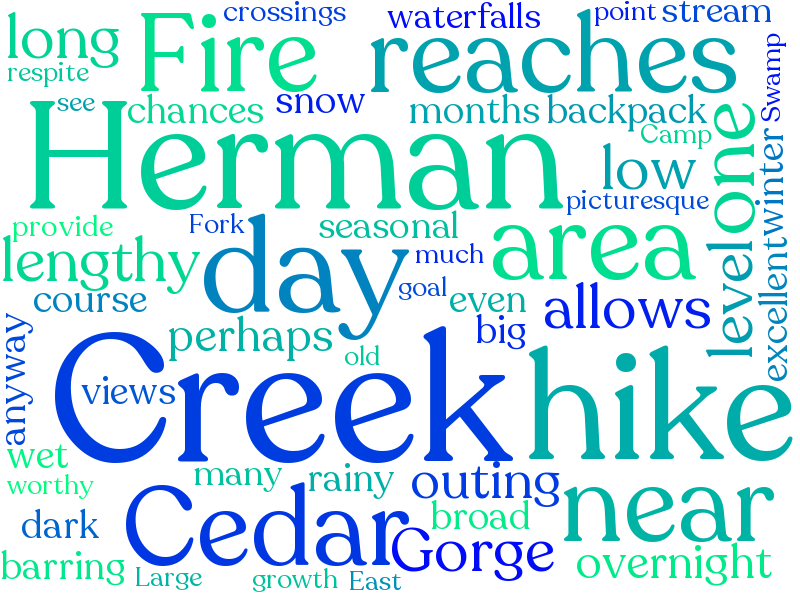 crossings
waterfalls
point
stream
long
Fire
reaches
respite
see
chances
snow
months
backpack
Swamp
Camp
Herman
low
one
winter
picturesque
provide
Fork
seasonal
lengthy
day
much
area
level
excellent
goal
course
even
allows
anyway
perhaps
big
old
views
Creek
hike
wet
worthy
many
rainy
outing
near
Cedar
broad
dark
Gorge
barring
Large
growth
East
overnight